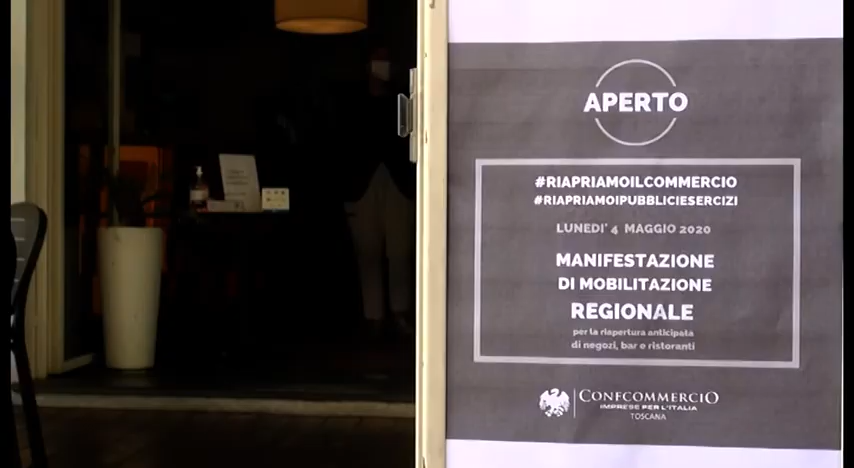 APERTO
#RIAPRIAMOILCOMMERCIO
#RIAPRIAMOIPUBBLICIESERCIZI
LUNEDI' 4 MAGGIO 2020
MANIFESTAZIONE
DI MOBILITAZIONE
REGIONALE
per la riapertura anticipata
di negozi, bar e ristoranti
CONFCOMMERCIO
IMPRESE PER L'ITALIA
TOSCANA